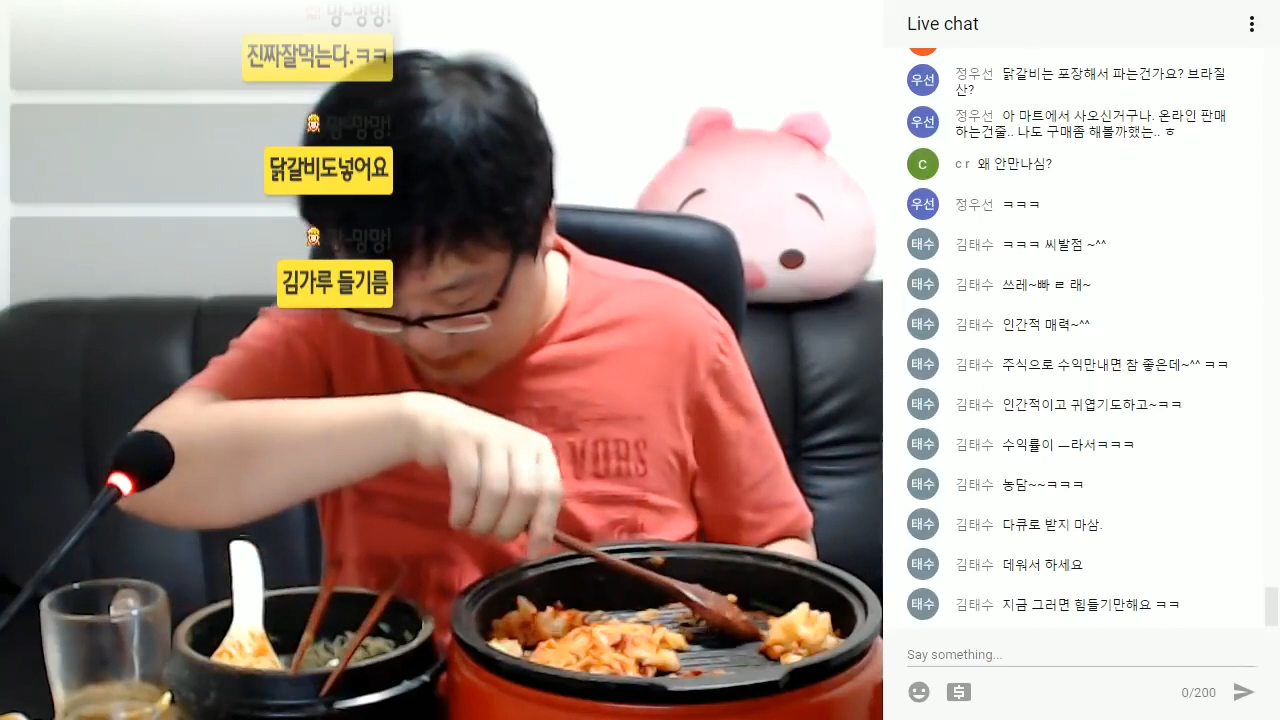 진짜잘먹는다.ㅋㅋ
닭갈비도넣어요
김가루 들기름
VORS
Live chat
정우선 닭갈비는 포장해서 파는건가요? 브라질
산?
정우선 아 마트에서 사오신거구나. 온라인 판매
하는건줄.. 나도 구매좀 해볼까했는.. ㅎ
c r 왜 안만나심?
정우선 ㅋㅋㅋ
김태수 ㅋㅋㅋ 씨발점 ~^^
김태수 쓰레~빠 ㄹ 래~
김태수 인간적 매력~^^
김태수 주식으로 수익만내면 참 좋은데~^^ ㅋㅋ
김태수 인간적이고 귀엽기도하고~ㅋㅋ
김태수 수익률이 ㅡ라서ㅋㅋㅋ
김태수 농담~~ㅋㅋㅋ
김태수 다큐로 받지 마삼.
김태수 데워서 하세요
김태수 지금 그러면 힘들기만해요 ㅋㅋ
우선
우선
C
우선
태수
태수
태수
태수
태수
태수
태수
태수
태수
태수
Say something...
0/200